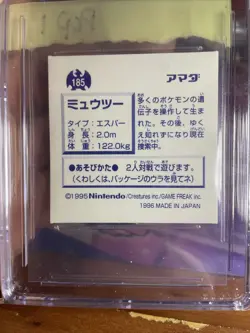 185
アマダ
ミュウツー
タイプ：エスパー
身長：2.0m
体重：122.0kg
多くのポケモンの遺
伝子を操作して生ま
れた。その後、ゆく
え知れずになり現在
捜索中。
●あそびかた● 2人対戦で遊びます。
（くわしくは、パッケージのウラを見てネ）
©1995 Nintendo/Creatures inc./GAME FREAK inc.
1996 MADE IN JAPAN